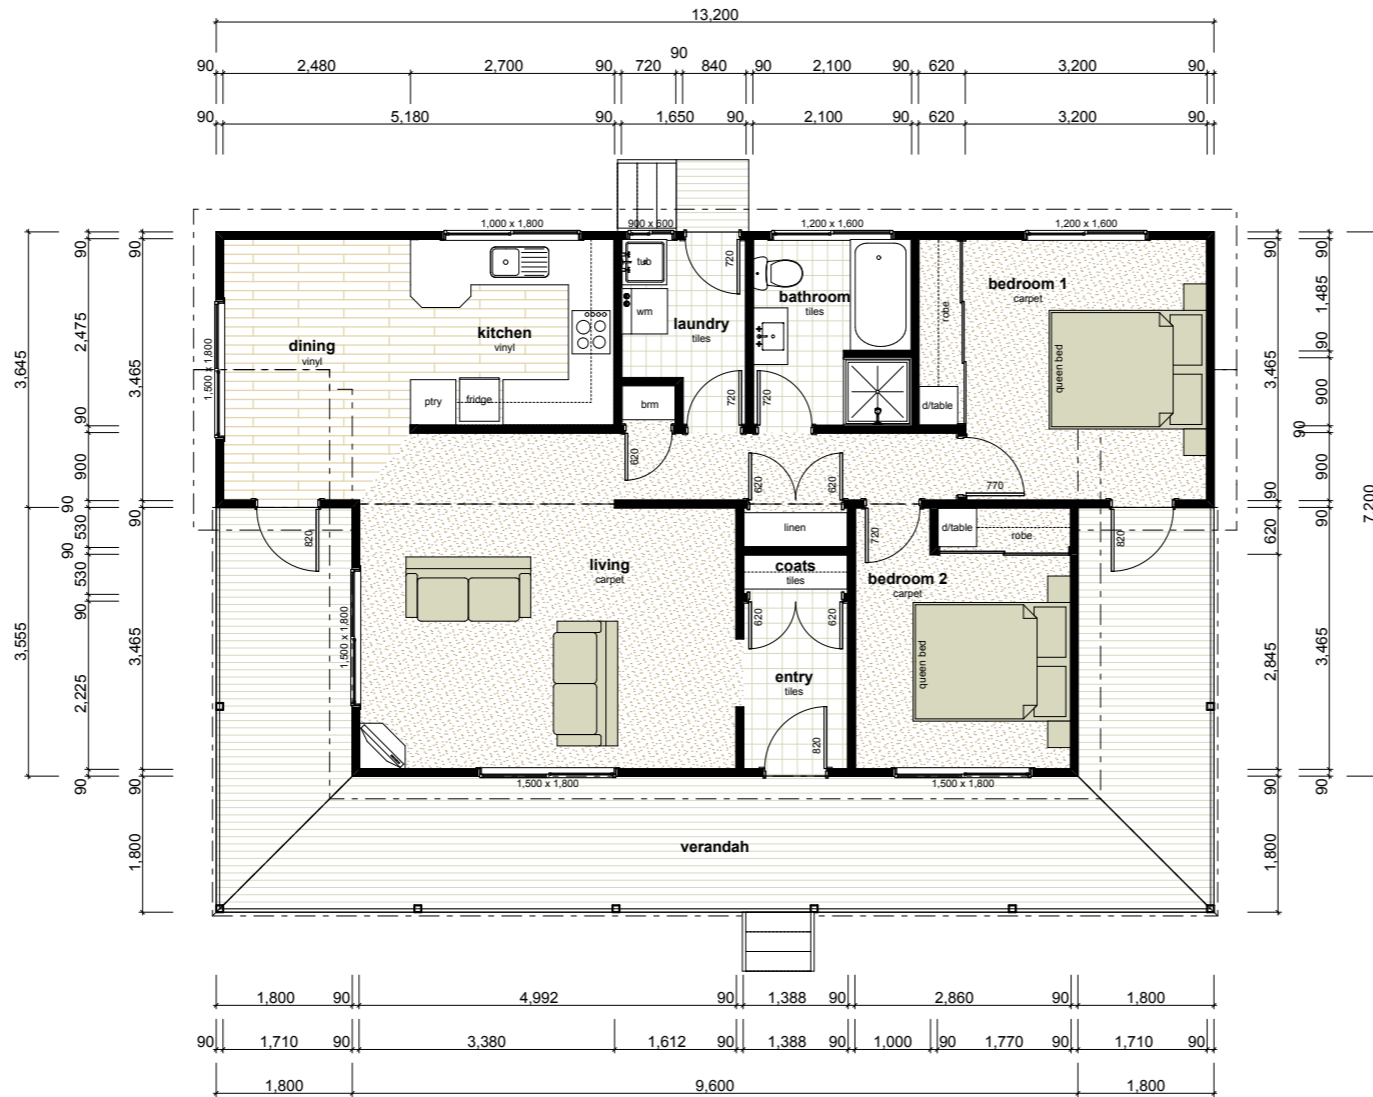 13,200
90
90 2,480 2,700 90 720 840 90 2,100 90 620 3,200 90
90 5,180 90 1,650 90 2,100 90 620 3,200 90
1,000 x 1,800
900 x 600
1,200 x 1,600
1,200 x 1,600
tub
720
wm
laundry
tiles
bathroom
tiles
robe
bedroom 1
carpet
queen bed
kitchen
vinyl
dining
vinyl
1,500 x 1,800
ptry
fridge
brm
720
720
d/table
620
620
620
770
820
linen
720
d/table
robe
820
living
carpet
coats
tiles
bedroom 2
carpet
620
620
1,500 x 1,800
queen bed
entry
tiles
820
1,500 x 1,800
1,500 x 1,800
verandah
3,645
3,555
90
2,475
90
900
90
530
90
530
90
2,225
90
90
3,465
90
3,465
90
1,800
90
3,465
90
620
2,845
90
1,800
90
1,485
90
900
90
900
90
3,465
90
7,200
1,800 90 4,992 90 1,388 90 2,860 90 1,800
90 1,710 90 3,380 1,612 90 1,388 90 1,000 90 1,770 90 1,710 90
1,800 9,600 1,800